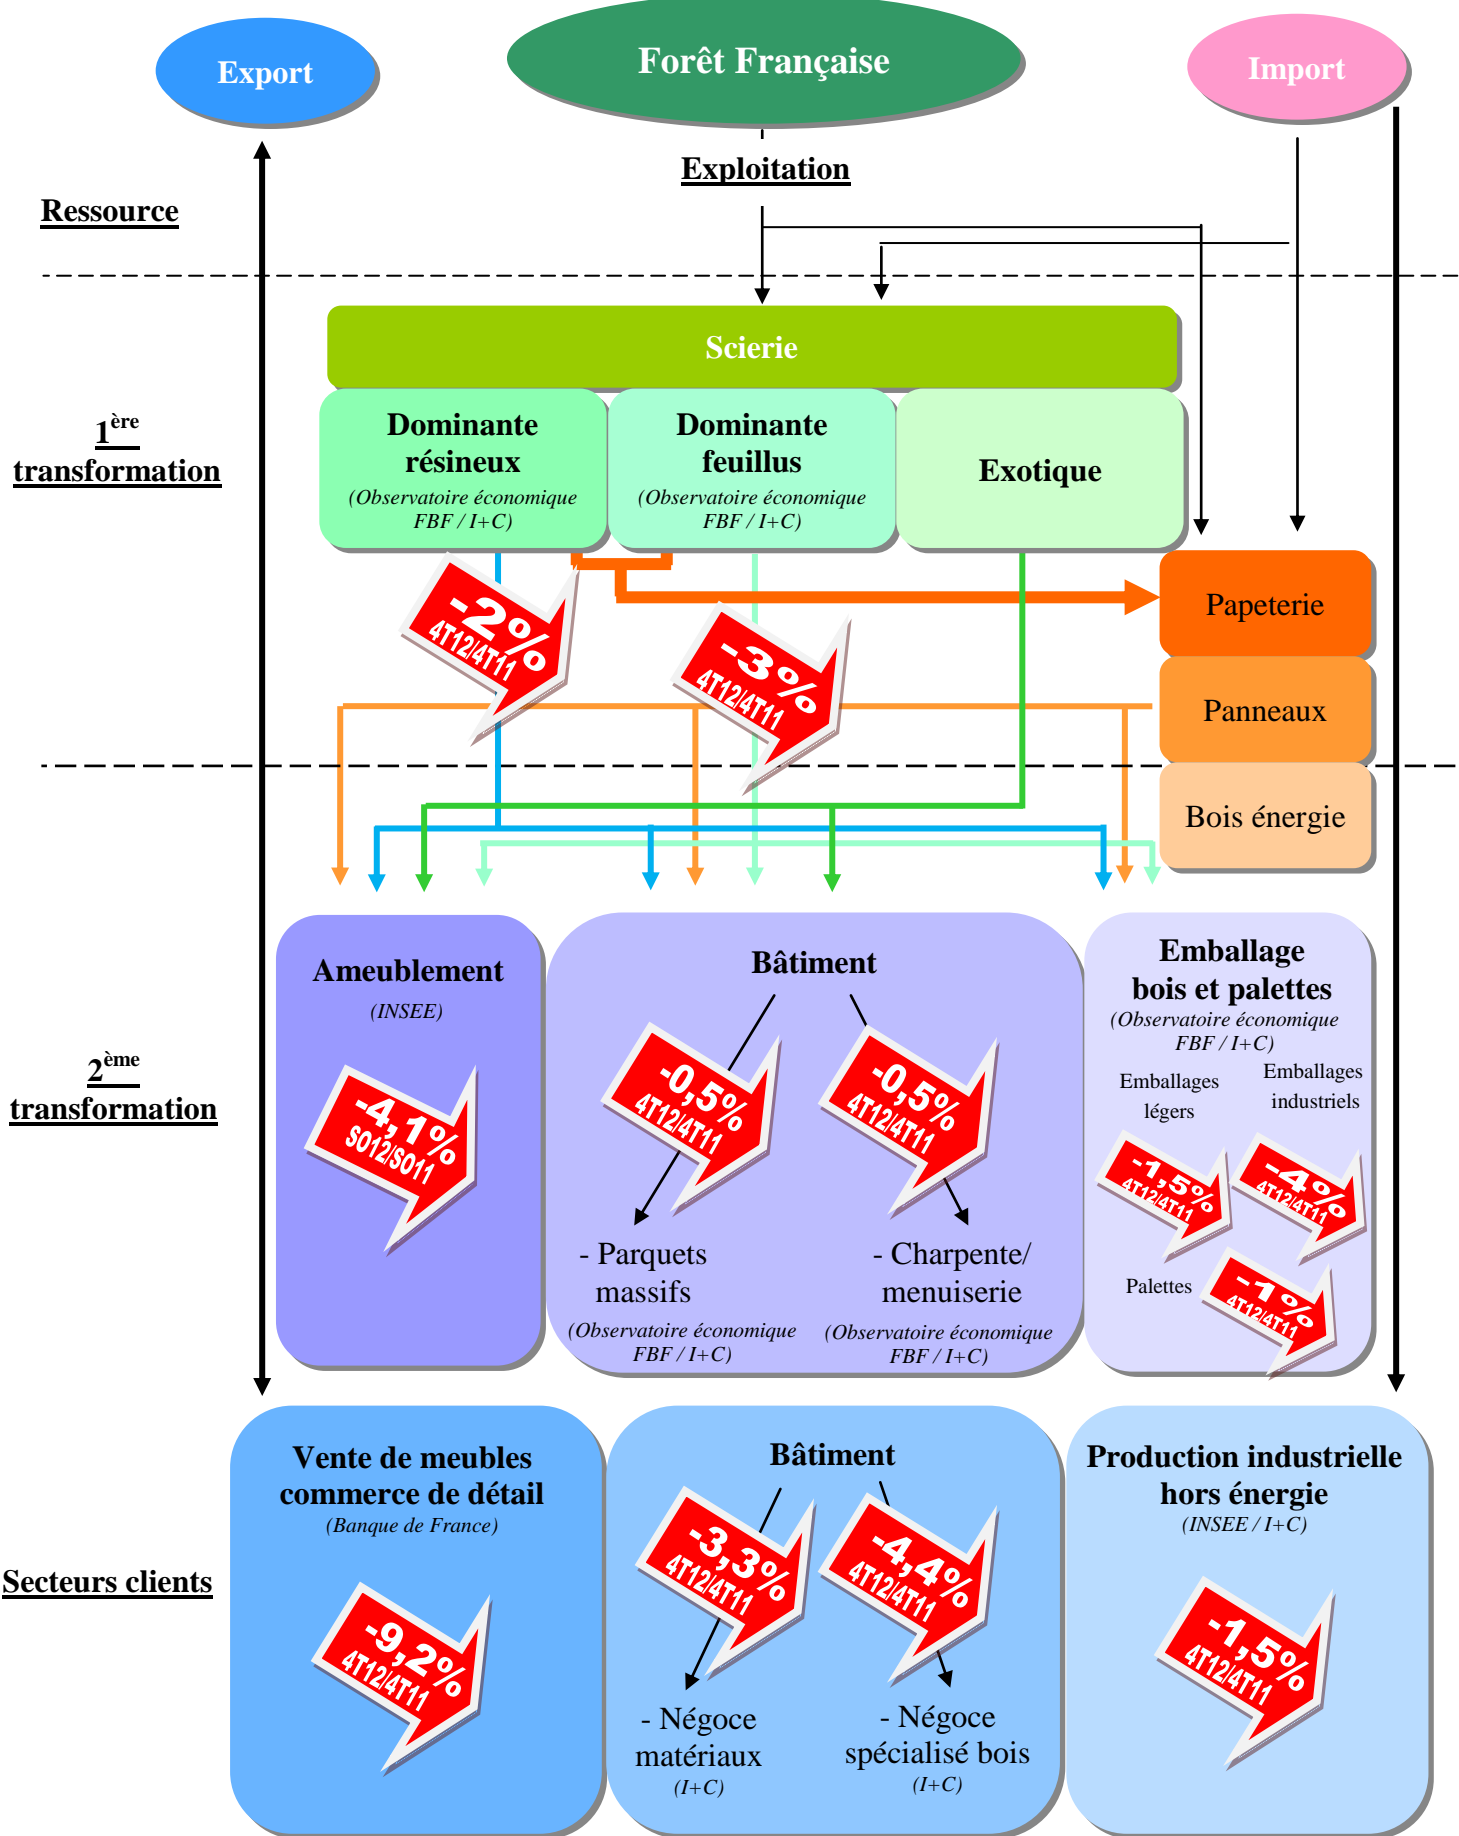 Export
Forêt Française
Import
Exploitation
Ressource
Scierie
1ère
transformation
Dominante
résineux
(Observatoire économique
FBF / I+C)
Dominante
feuillus
(Observatoire économique
FBF / I+C)
Exotique
-2%
4T12/4T11
-3%
4T12/4T11
Papeterie
Panneaux
Bois énergie
2ème
transformation
Ameublement
(INSEE)
-4,1%
SO12/SO11
Bâtiment
-0,5%
4T12/4T11
-0,5%
4T12/4T11
- Parquets
massifs
(Observatoire économique
FBF / I+C)
- Charpente/
menuiserie
(Observatoire économique
FBF / I+C)
Emballage
bois et palettes
(Observatoire économique
FBF / I+C)
Emballages
légers
Emballages
industriels
-1,5%
4T12/4T11
-4%
4T12/4T11
Palettes
-1%
4T12/4T11
Secteurs clients
Vente de meubles
commerce de détail
(Banque de France)
-9,2%
4T12/4T11
Bâtiment
-3,3%
4T12/4T11
-4,4%
4T12/4T11
- Négoce
matériaux
(I+C)
- Négoce
spécialisé bois
(I+C)
Production industrielle
hors énergie
(INSEE / I+C)
-1,5%
4T12/4T11